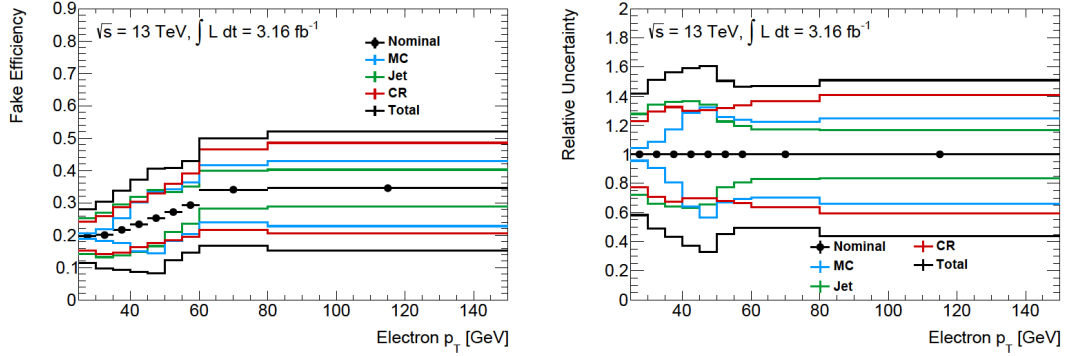 √s = 13 TeV, ∫ L dt = 3.16 fb⁻¹
Fake Efficiency
0.9
0.8
0.7
0.6
0.5
0.4
0.3
0.2
0.1
0
Nominal
MC
Jet
CR
Total
40 60 80 100 120 140
Electron p_T [GeV]
√s = 13 TeV, ∫ L dt = 3.16 fb⁻¹
Relative Uncertainty
2
1.8
1.6
1.4
1.2
1
0.8
0.6
0.4
0.2
0
Nominal CR
MC Total
Jet
40 60 80 100 120 140
Electron p_T [GeV]